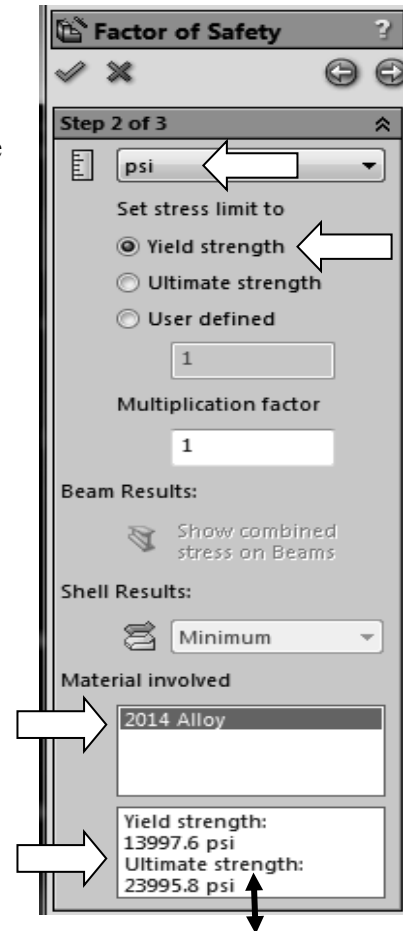 Factor of Safety ?
Step 2 of 3
psi
Set stress limit to
Yield strength
Ultimate strength
User defined
1
Multiplication factor
1
Beam Results:
Show combined
stress on Beams
Shell Results:
Minimum
Material involved
2014 Alloy
Yield strength:
13997.6 psi
Ultimate strength:
23995.8 psi